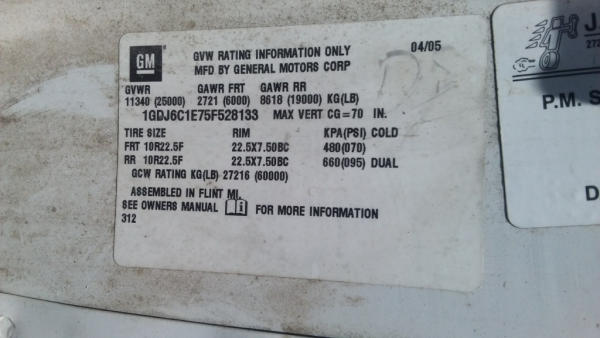 GM
GVW RATING INFORMATION ONLY 04/05
MFD BY GENERAL MOTORS CORP
GVWR GAWR FRT GAWR RR
11340 (25000) 2721 (6000) 8618 (19000) KG(LB)
1GDJ6C1E75F528133 MAX VERT CG=70 IN.
TIRE SIZE RIM KPA(PSI) COLD
FRT 10R22.5F 22.5X7.50BC 480(070)
RR 10R22.5F 22.5X7.50BC 660(095) DUAL
GCW RATING KG(LB) 27216 (60000)
ASSEMBLED IN FLINT MI.
SEE OWNERS MANUAL i FOR MORE INFORMATION
312
J
272
P.M. S
D